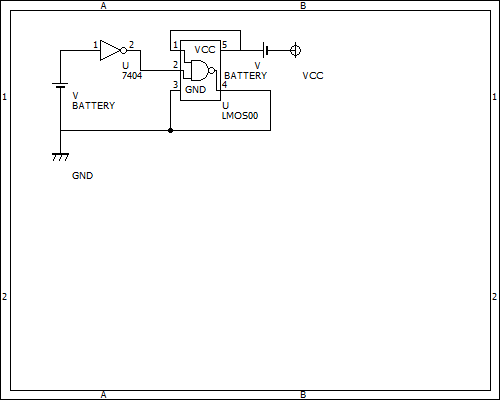 A B
1 2 1 VCC 5
U
7404
2
V
BATTERY
VCC
3 GND 4
1 1
V
BATTERY
U
LMOS00
GND
2 2
A B